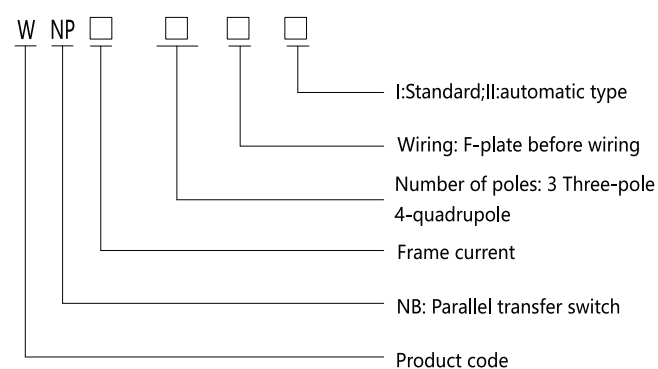 W NP□ □ □ □
I:Standard;II:automatic type
Wiring: F-plate before wiring
Number of poles: 3 Three-pole
4-quadrupole
Frame current
NB: Parallel transfer switch
Product code